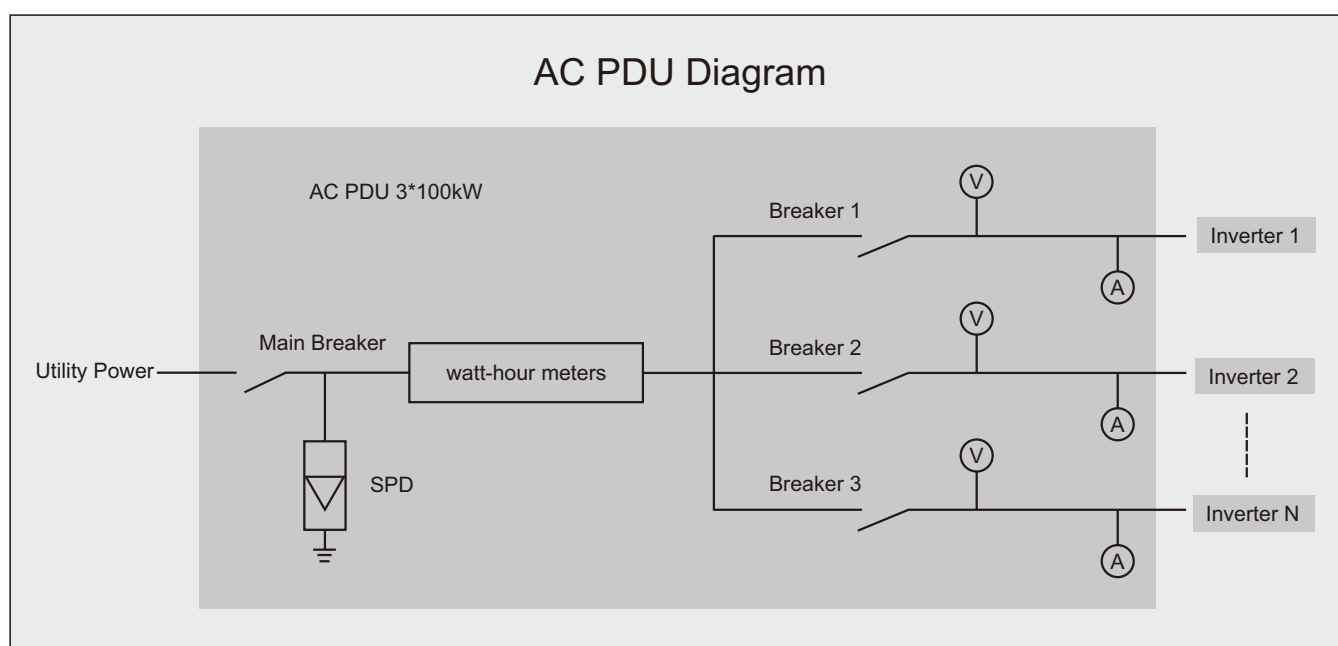 AC PDU Diagram
AC PDU 3*100kW
V
Breaker 1
Inverter 1
A
V
Main Breaker
Breaker 2
Utility Power
watt-hour meters
Inverter 2
A
V
SPD
Breaker 3
Inverter N
A